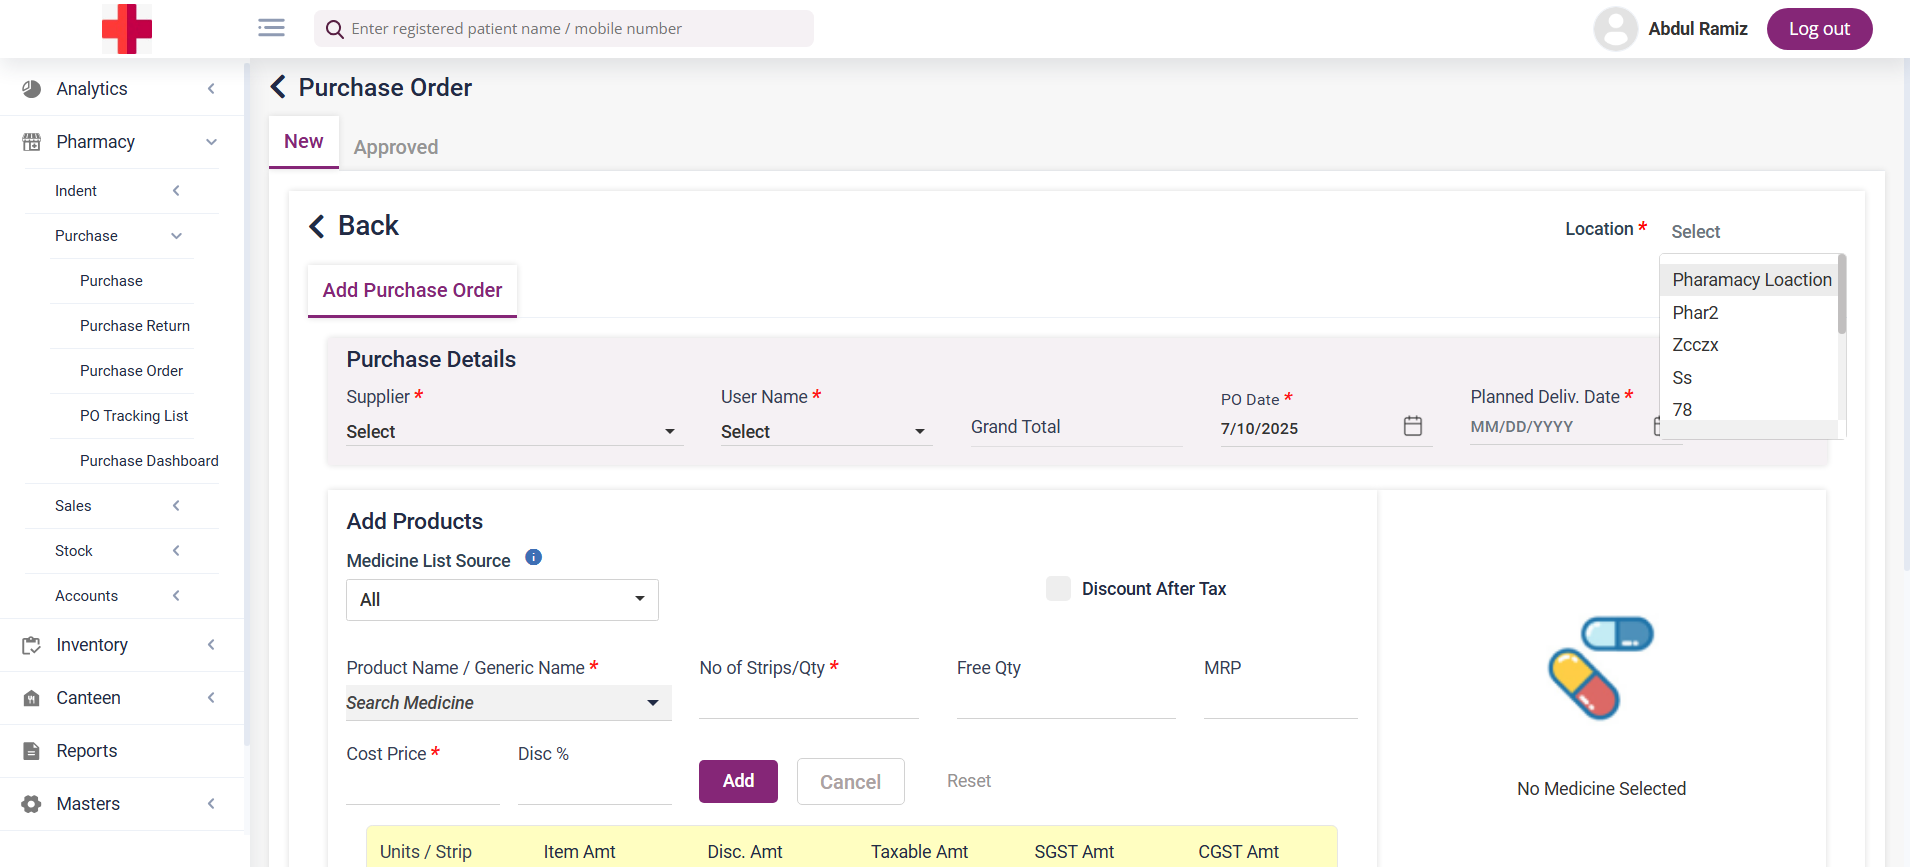 Enter registered patient name / mobile number
Abdul Ramiz
Log out
Analytics
Pharmacy
Indent
Purchase
Purchase
Purchase Return
Purchase Order
PO Tracking List
Purchase Dashboard
Sales
Stock
Accounts
Inventory
Canteen
Reports
Masters
Purchase Order
New
Approved
Back
Location *
Select
Pharamacy Loaction
Phar2
Zcczx
Ss
78
Add Purchase Order
Purchase Details
Supplier *
Select
User Name *
Select
Grand Total
PO Date *
7/10/2025
Planned Deliv. Date *
MM/DD/YYYY
Add Products
Medicine List Source
All
Discount After Tax
Product Name / Generic Name *
Search Medicine
No of Strips/Qty *
Free Qty
MRP
Cost Price *
Disc %
Add
Cancel
Reset
No Medicine Selected
Units / Strip
Item Amt
Disc. Amt
Taxable Amt
SGST Amt
CGST Amt